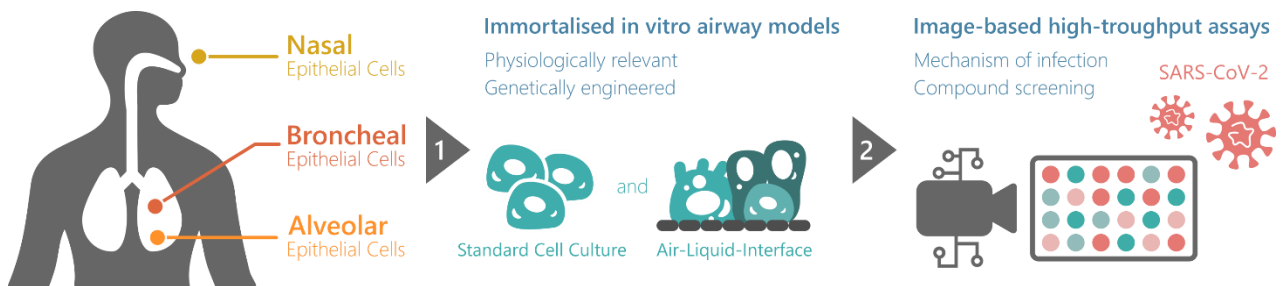 Nasal
Epithelial Cells
Broncheal
Epithelial Cells
Alveolar
Epithelial Cells
1
Immortalised in vitro airway models
Physiologically relevant
Genetically engineered
and
Standard Cell Culture
Air-Liquid-Interface
2
Image-based high-troughput assays
Mechanism of infection
Compound screening
SARS-CoV-2